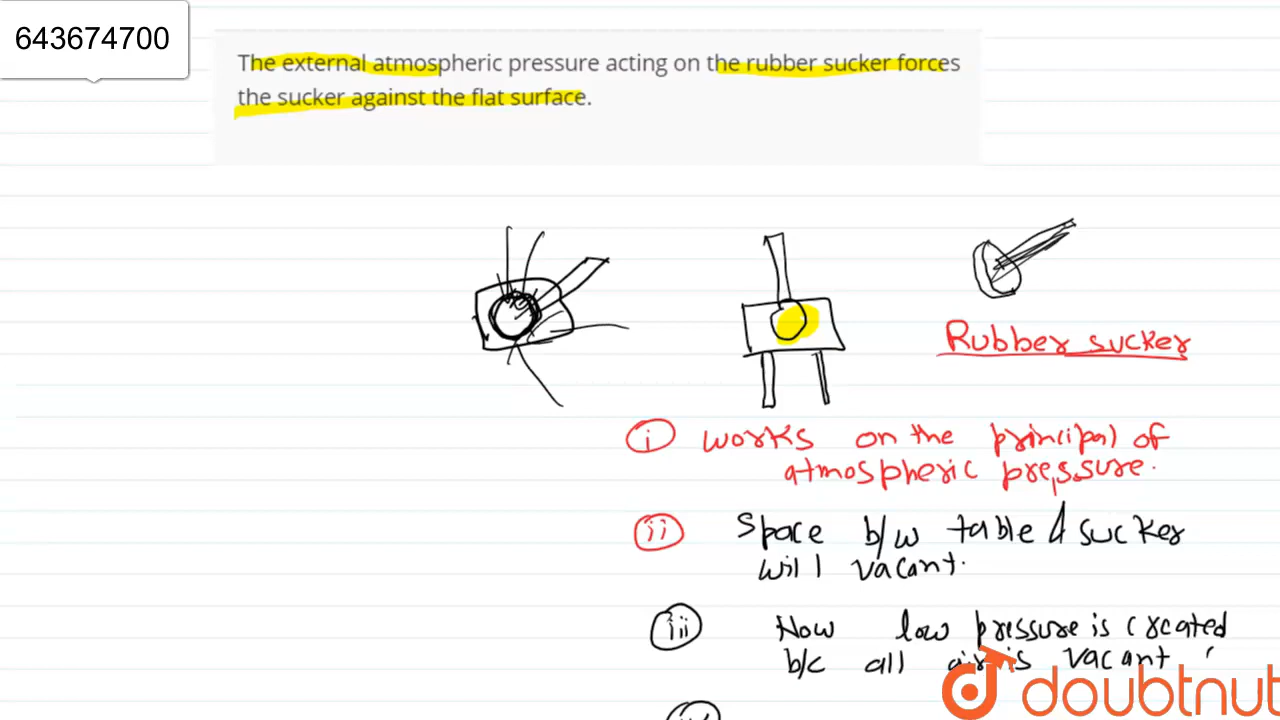 643674700
The external atmospheric pressure acting on the rubber sucker forces
the sucker against the flat surface.
Rubber sucker
i works on the principal of
atmospheric pressure.
ii Space b/w table & sucker
will vacant.
iii Now low pressure is created
b/c all air is vacant
iv
doubtnut